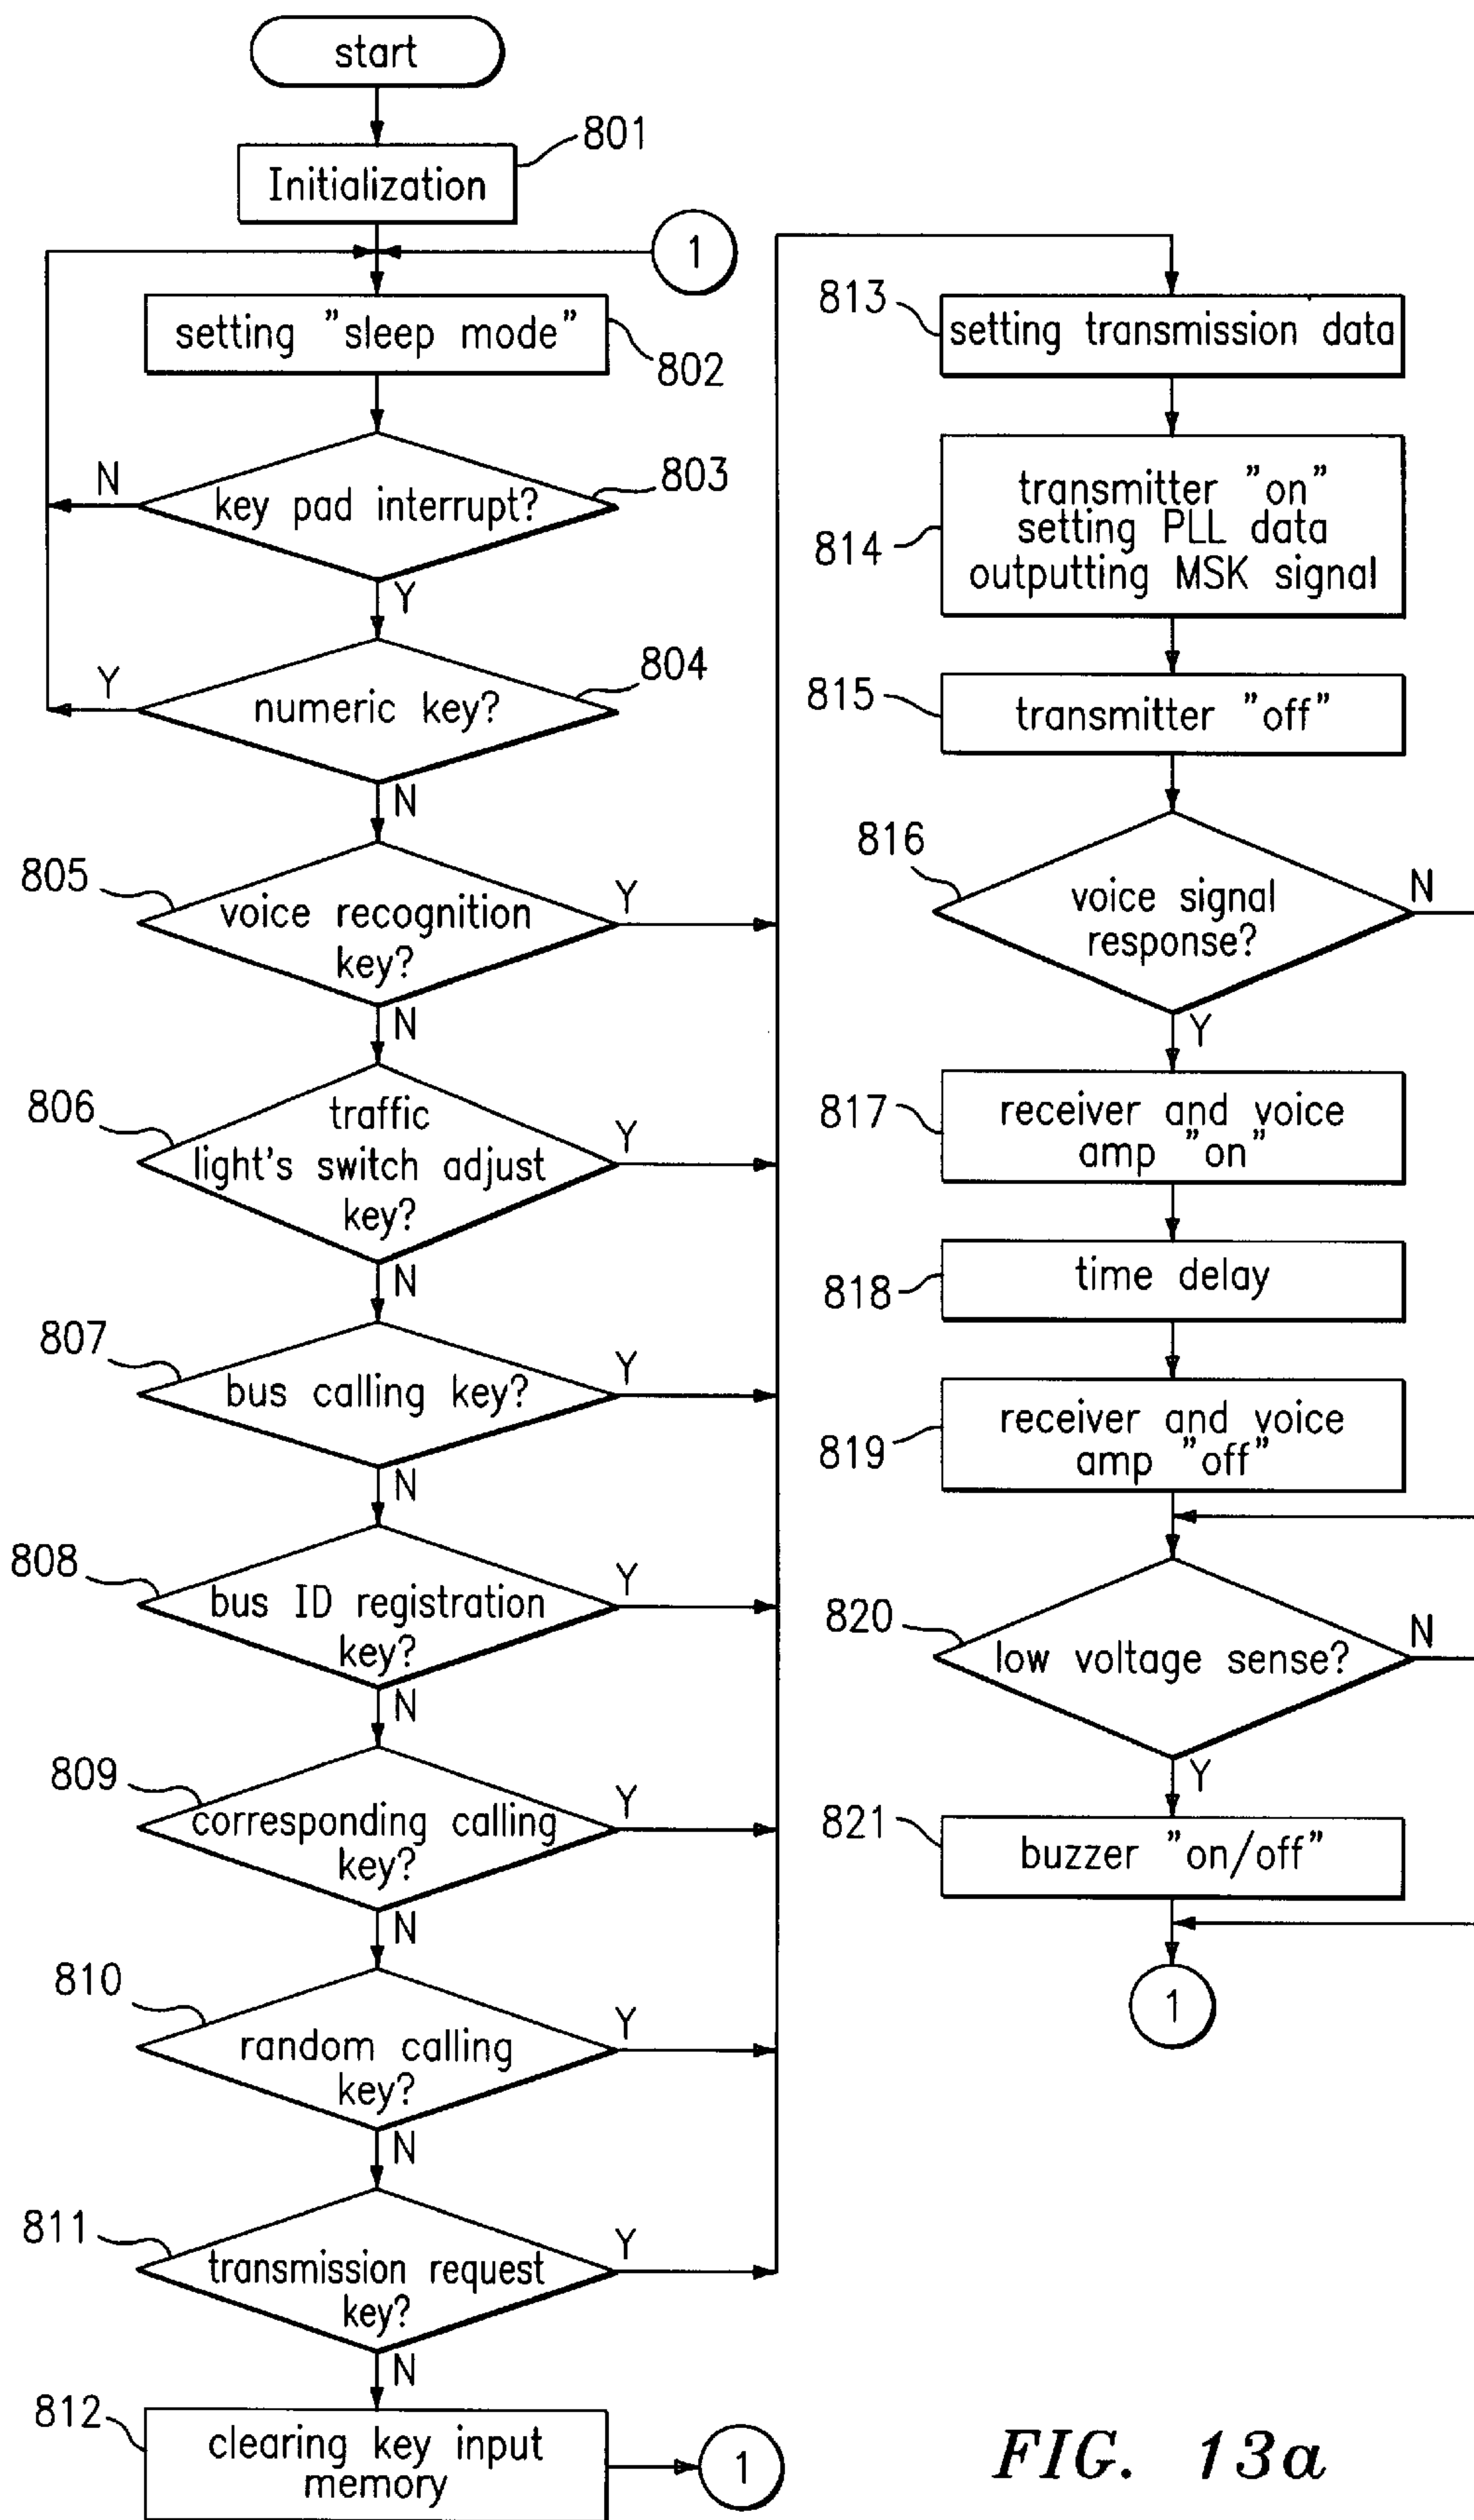 start
801
Initialization
1
setting "sleep mode"
802
803
N
key pad interrupt?
Y
804
Y
numeric key?
N
805
voice recognition
key?
Y
N
806
traffic
light's switch adjust
key?
Y
N
807
bus calling key?
Y
N
808
bus ID registration
key?
Y
N
809
corresponding calling
key?
Y
N
810
random calling
key?
Y
N
811
transmission request
key?
Y
N
812
clearing key input
memory
1
813
setting transmission data
814
transmitter "on"
setting PLL data
outputting MSK signal
815
transmitter "off"
816
voice signal
response?
N
Y
817
receiver and voice
amp "on"
818
time delay
819
receiver and voice
amp "off"
820
low voltage sense?
N
Y
821
buzzer "on/off"
1
FIG. 13a